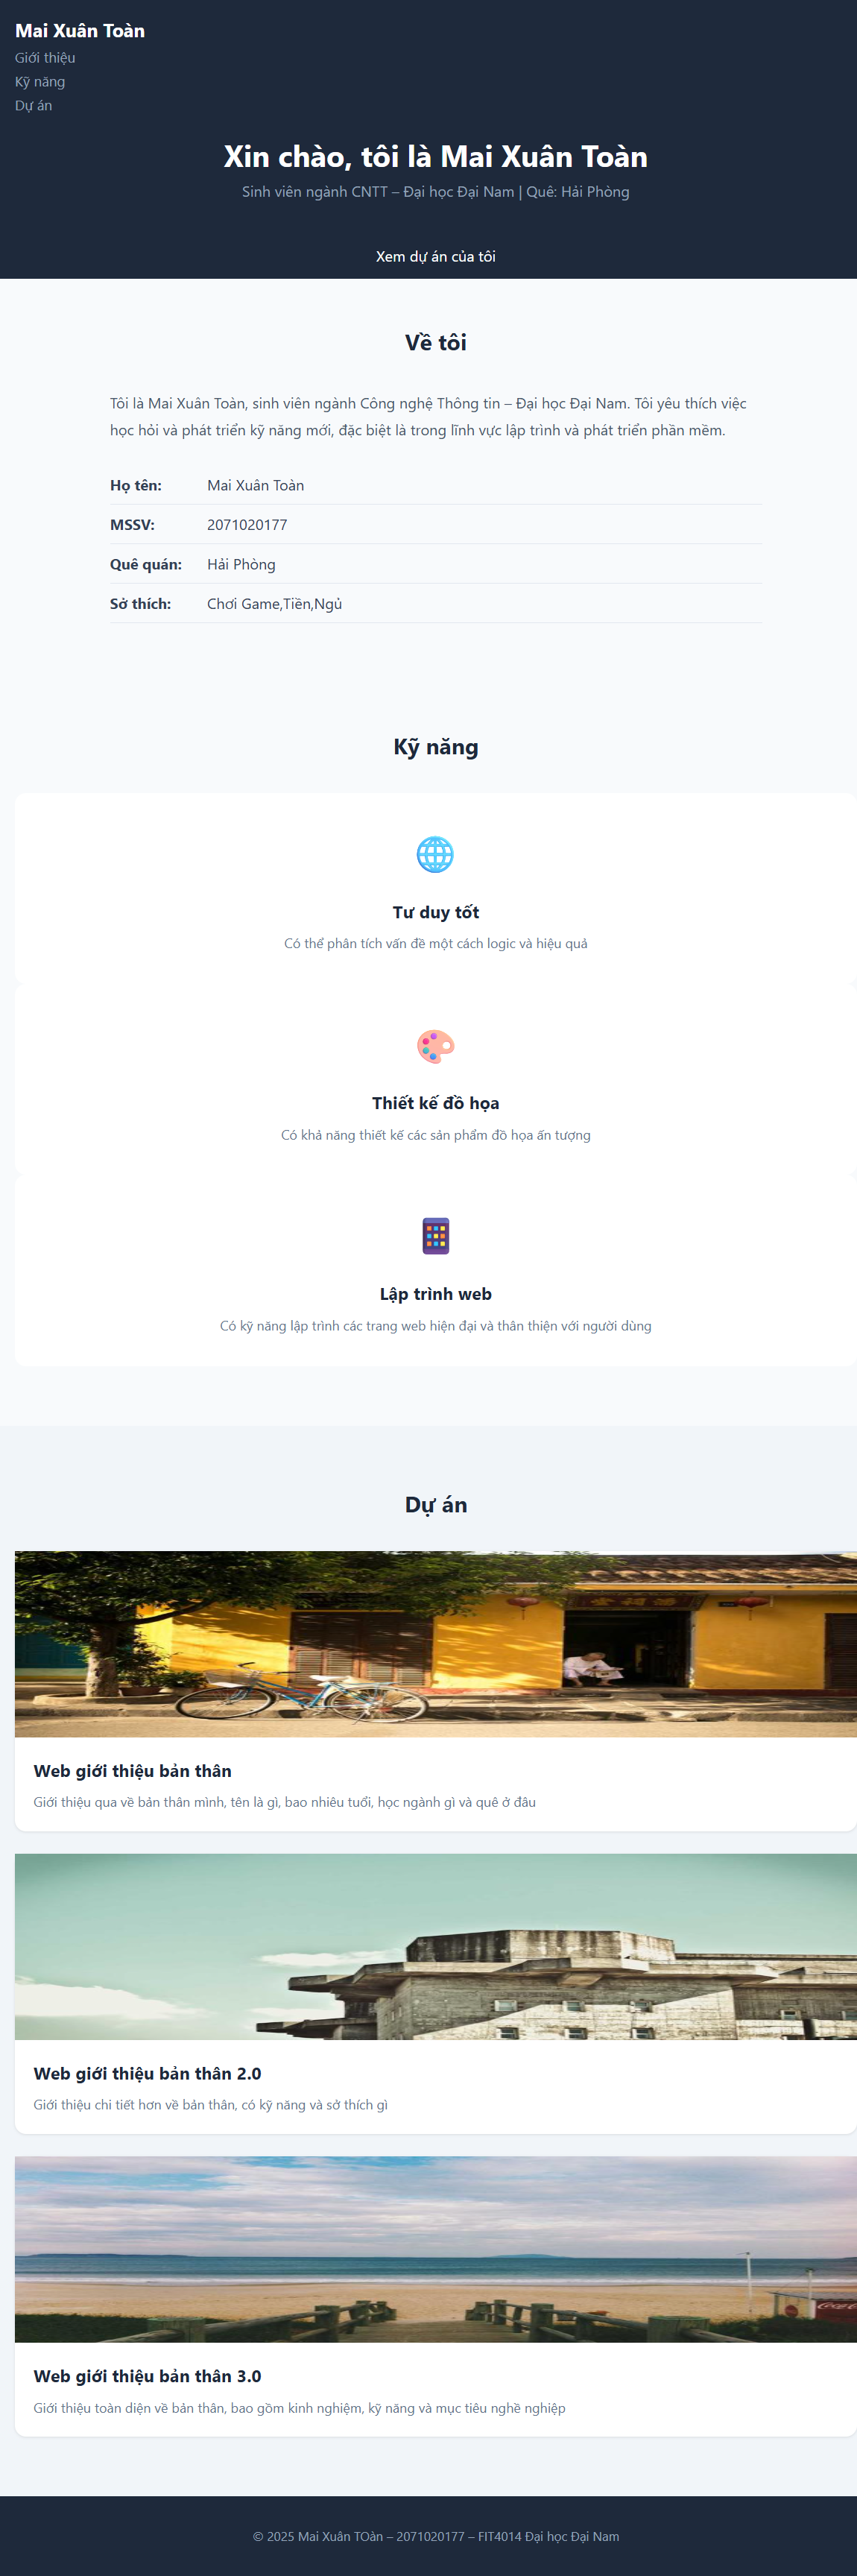 Mai Xuân Toàn
Giới thiệu
Kỹ năng
Dự án
Xin chào, tôi là Mai Xuân Toàn
Sinh viên ngành CNTT – Đại học Đại Nam | Quê: Hải Phòng
Xem dự án của tôi
Về tôi
Tôi là Mai Xuân Toàn, sinh viên ngành Công nghệ Thông tin – Đại học Đại Nam. Tôi yêu thích việc
học hỏi và phát triển kỹ năng mới, đặc biệt là trong lĩnh vực lập trình và phát triển phần mềm.
Họ tên: Mai Xuân Toàn
MSSV: 2071020177
Quê quán: Hải Phòng
Sở thích: Chơi Game,Tiền,Ngủ
Kỹ năng
Tư duy tốt
Có thể phân tích vấn đề một cách logic và hiệu quả
Thiết kế đồ họa
Có khả năng thiết kế các sản phẩm đồ họa ấn tượng
Lập trình web
Có kỹ năng lập trình các trang web hiện đại và thân thiện với người dùng
Dự án
Web giới thiệu bản thân
Giới thiệu qua về bản thân mình, tên là gì, bao nhiêu tuổi, học ngành gì và quê ở đâu
Web giới thiệu bản thân 2.0
Giới thiệu chi tiết hơn về bản thân, có kỹ năng và sở thích gì
Web giới thiệu bản thân 3.0
Giới thiệu toàn diện về bản thân, bao gồm kinh nghiệm, kỹ năng và mục tiêu nghề nghiệp
© 2025 Mai Xuân TOàn – 2071020177 – FIT4014 Đại học Đại Nam